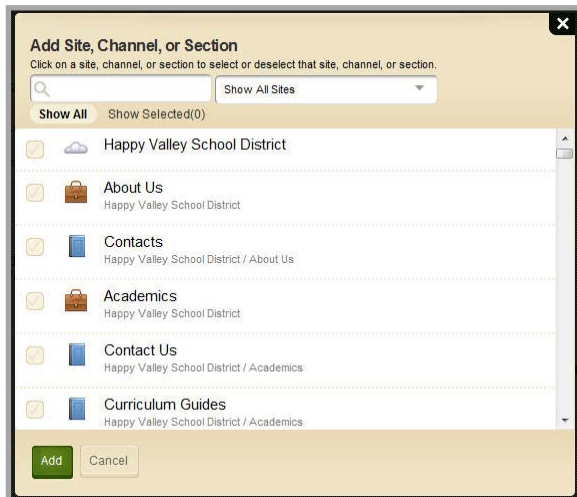 Add Site, Channel, or Section
Click on a site, channel, or section to select or deselect that site, channel, or section.
Show All Sites
Show All Show Selected(0)
Happy Valley School District
About Us
Happy Valley School District
Contacts
Happy Valley School District / About Us
Academics
Happy Valley School District
Contact Us
Happy Valley School District / Academics
Curriculum Guides
Happy Valley School District / Academics
Add Cancel